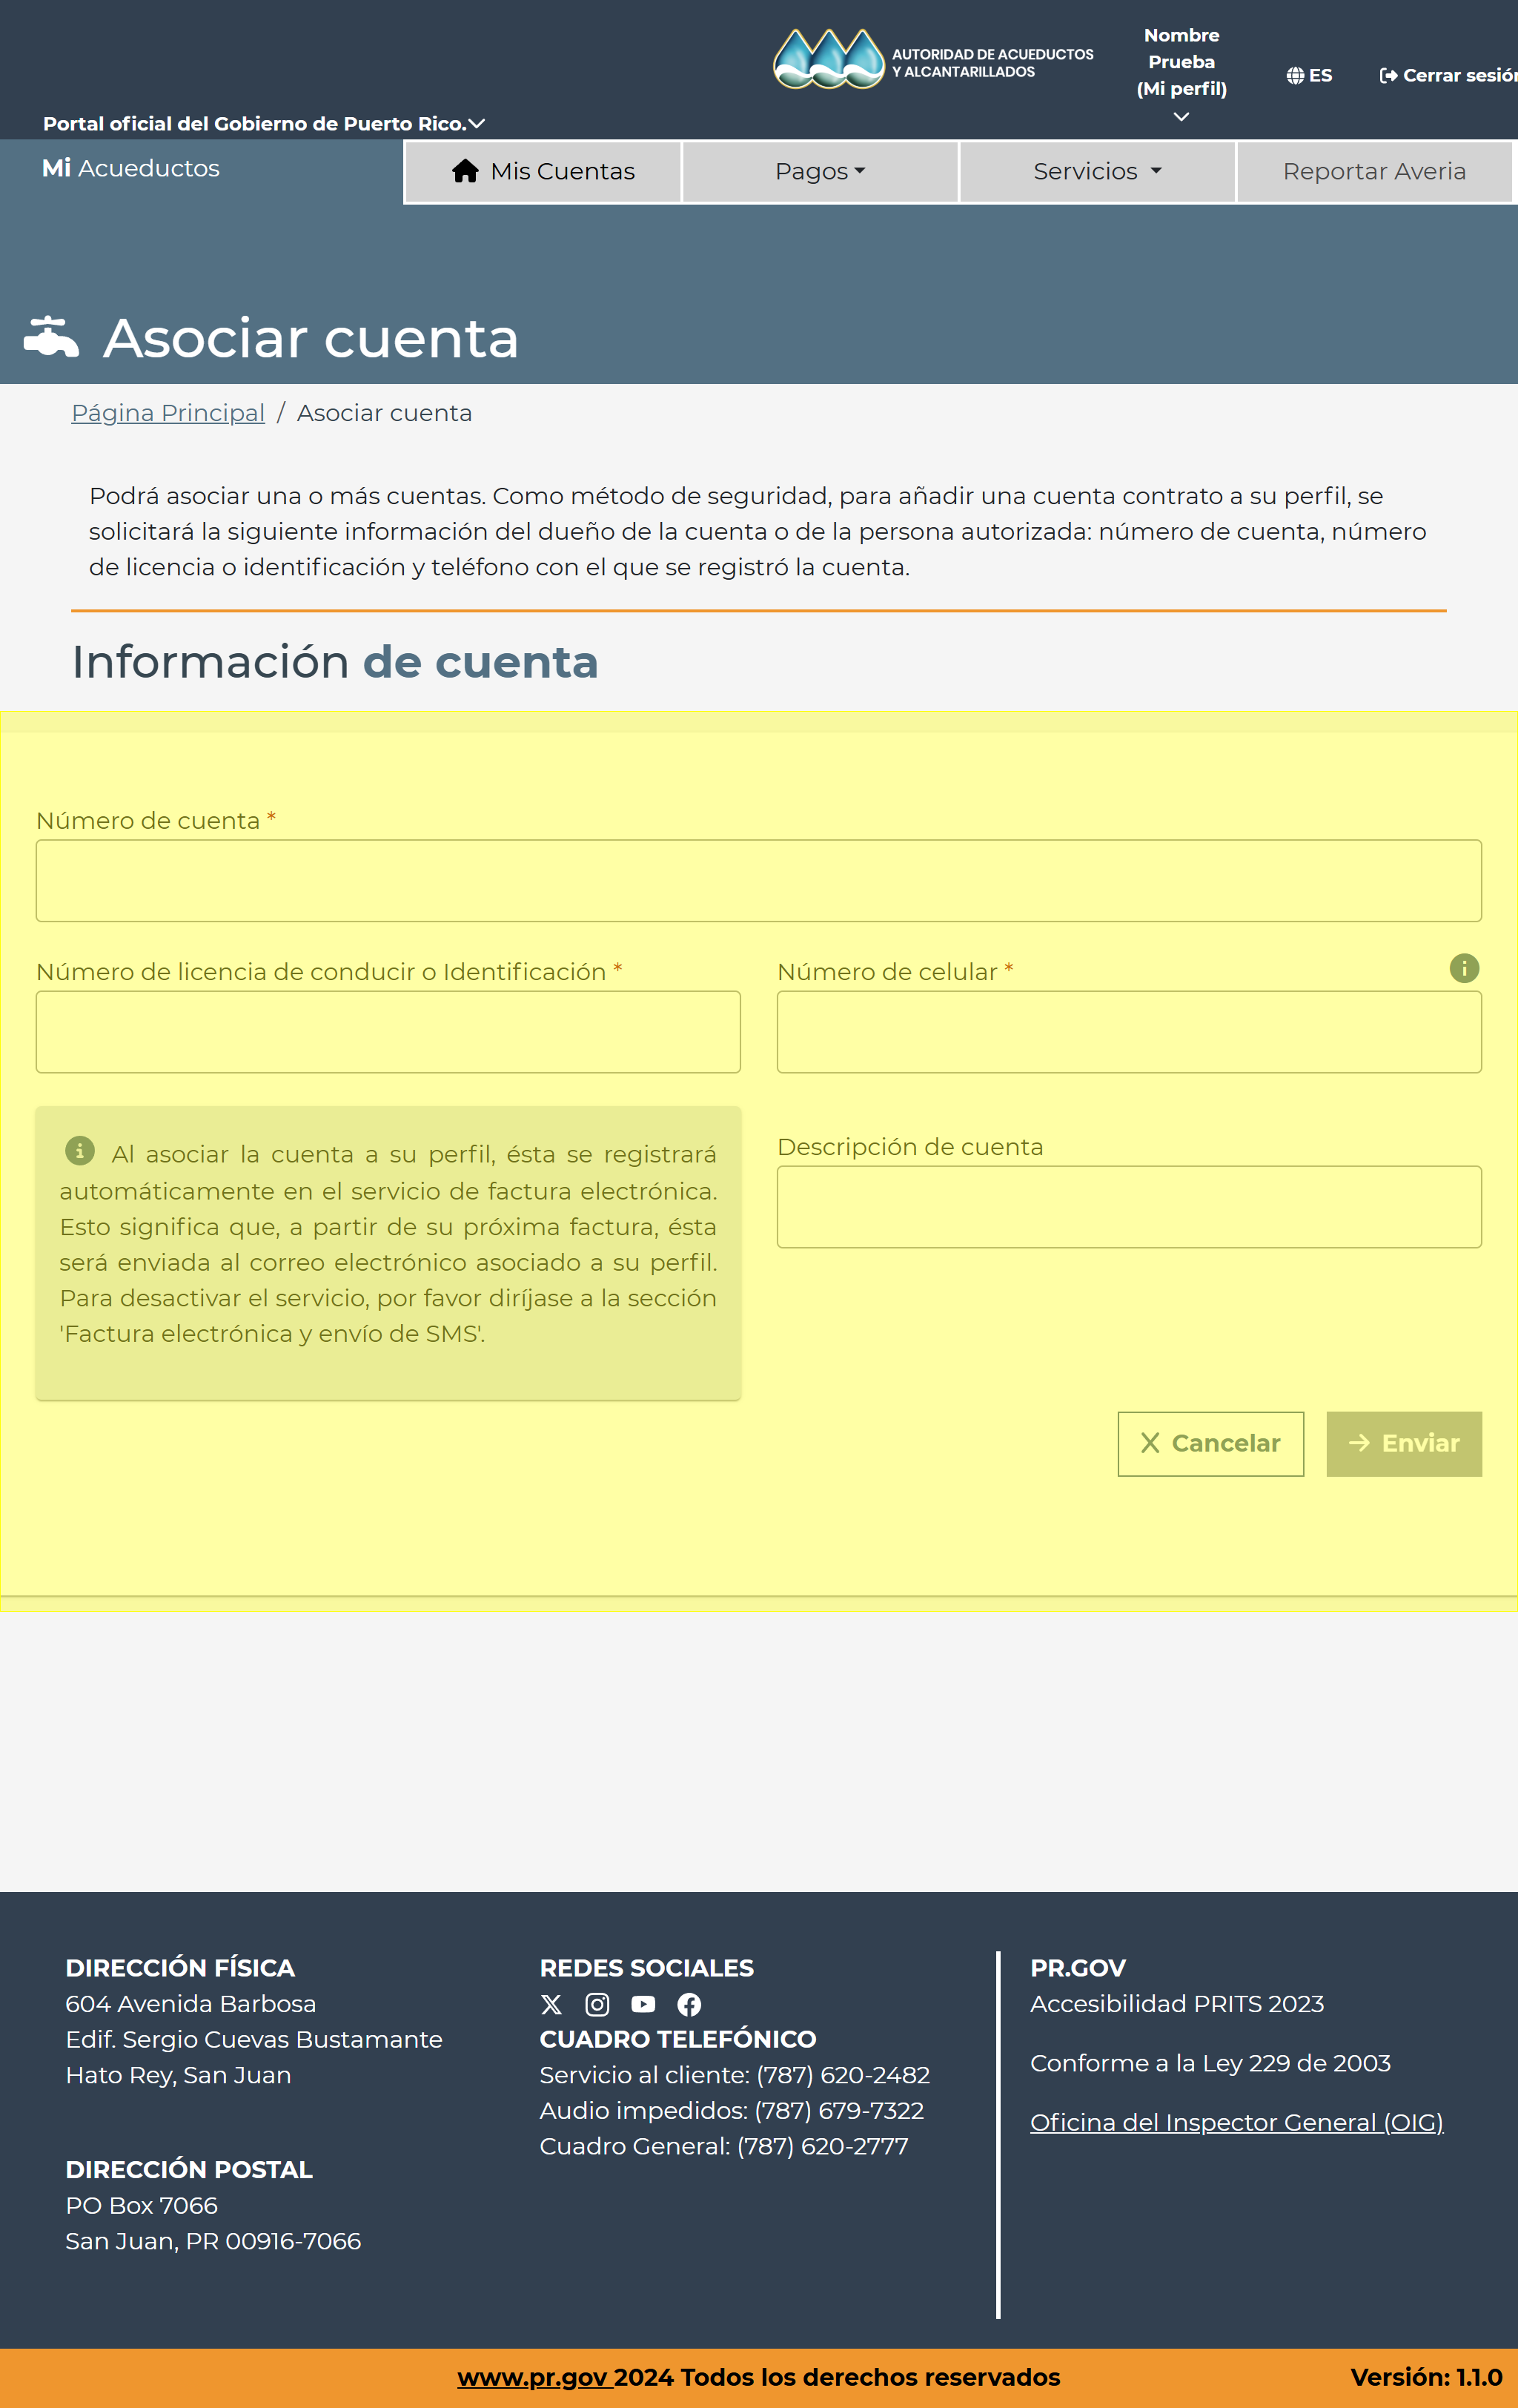 AUTORIDAD DE ACUEDUCTOS
Y ALCANTARILLADOS
Nombre
Prueba
(Mi perfil)
ES
Cerrar sesión
Portal oficial del Gobierno de Puerto Rico.
Mi Acueductos
Mis Cuentas
Pagos
Servicios
Reportar Averia
Asociar cuenta
Página Principal / Asociar cuenta
Podrá asociar una o más cuentas. Como método de seguridad, para añadir una cuenta contrato a su perfil, se
solicitará la siguiente información del dueño de la cuenta o de la persona autorizada: número de cuenta, número
de licencia o identificación y teléfono con el que se registró la cuenta.
Información de cuenta
Número de cuenta *
Número de licencia de conducir o Identificación *
Número de celular *
Al asociar la cuenta a su perfil, ésta se registrará
automáticamente en el servicio de factura electrónica.
Esto significa que, a partir de su próxima factura, ésta
será enviada al correo electrónico asociado a su perfil.
Para desactivar el servicio, por favor diríjase a la sección
'Factura electrónica y envío de SMS'.
Descripción de cuenta
Cancelar
Enviar
DIRECCIÓN FÍSICA
604 Avenida Barbosa
Edif. Sergio Cuevas Bustamante
Hato Rey, San Juan
DIRECCIÓN POSTAL
PO Box 7066
San Juan, PR 00916-7066
REDES SOCIALES
CUADRO TELEFÓNICO
Servicio al cliente: (787) 620-2482
Audio impedidos: (787) 679-7322
Cuadro General: (787) 620-2777
PR.GOV
Accesibilidad PRITS 2023
Conforme a la Ley 229 de 2003
Oficina del Inspector General (OIG)
www.pr.gov 2024 Todos los derechos reservados
Versión: 1.1.0